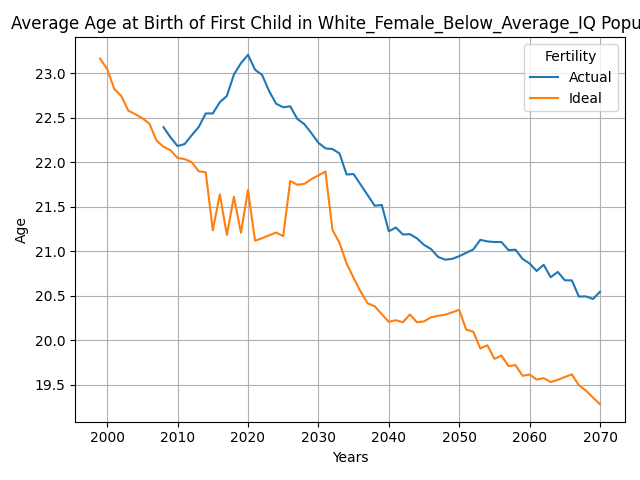 Average Age at Birth of First Child in White_Female_Below_Average_IQ Popu
Fertility
Actual
Ideal
23.0
22.5
22.0
21.5
21.0
20.5
20.0
19.5
Age
2000 2010 2020 2030 2040 2050 2060 2070
Years